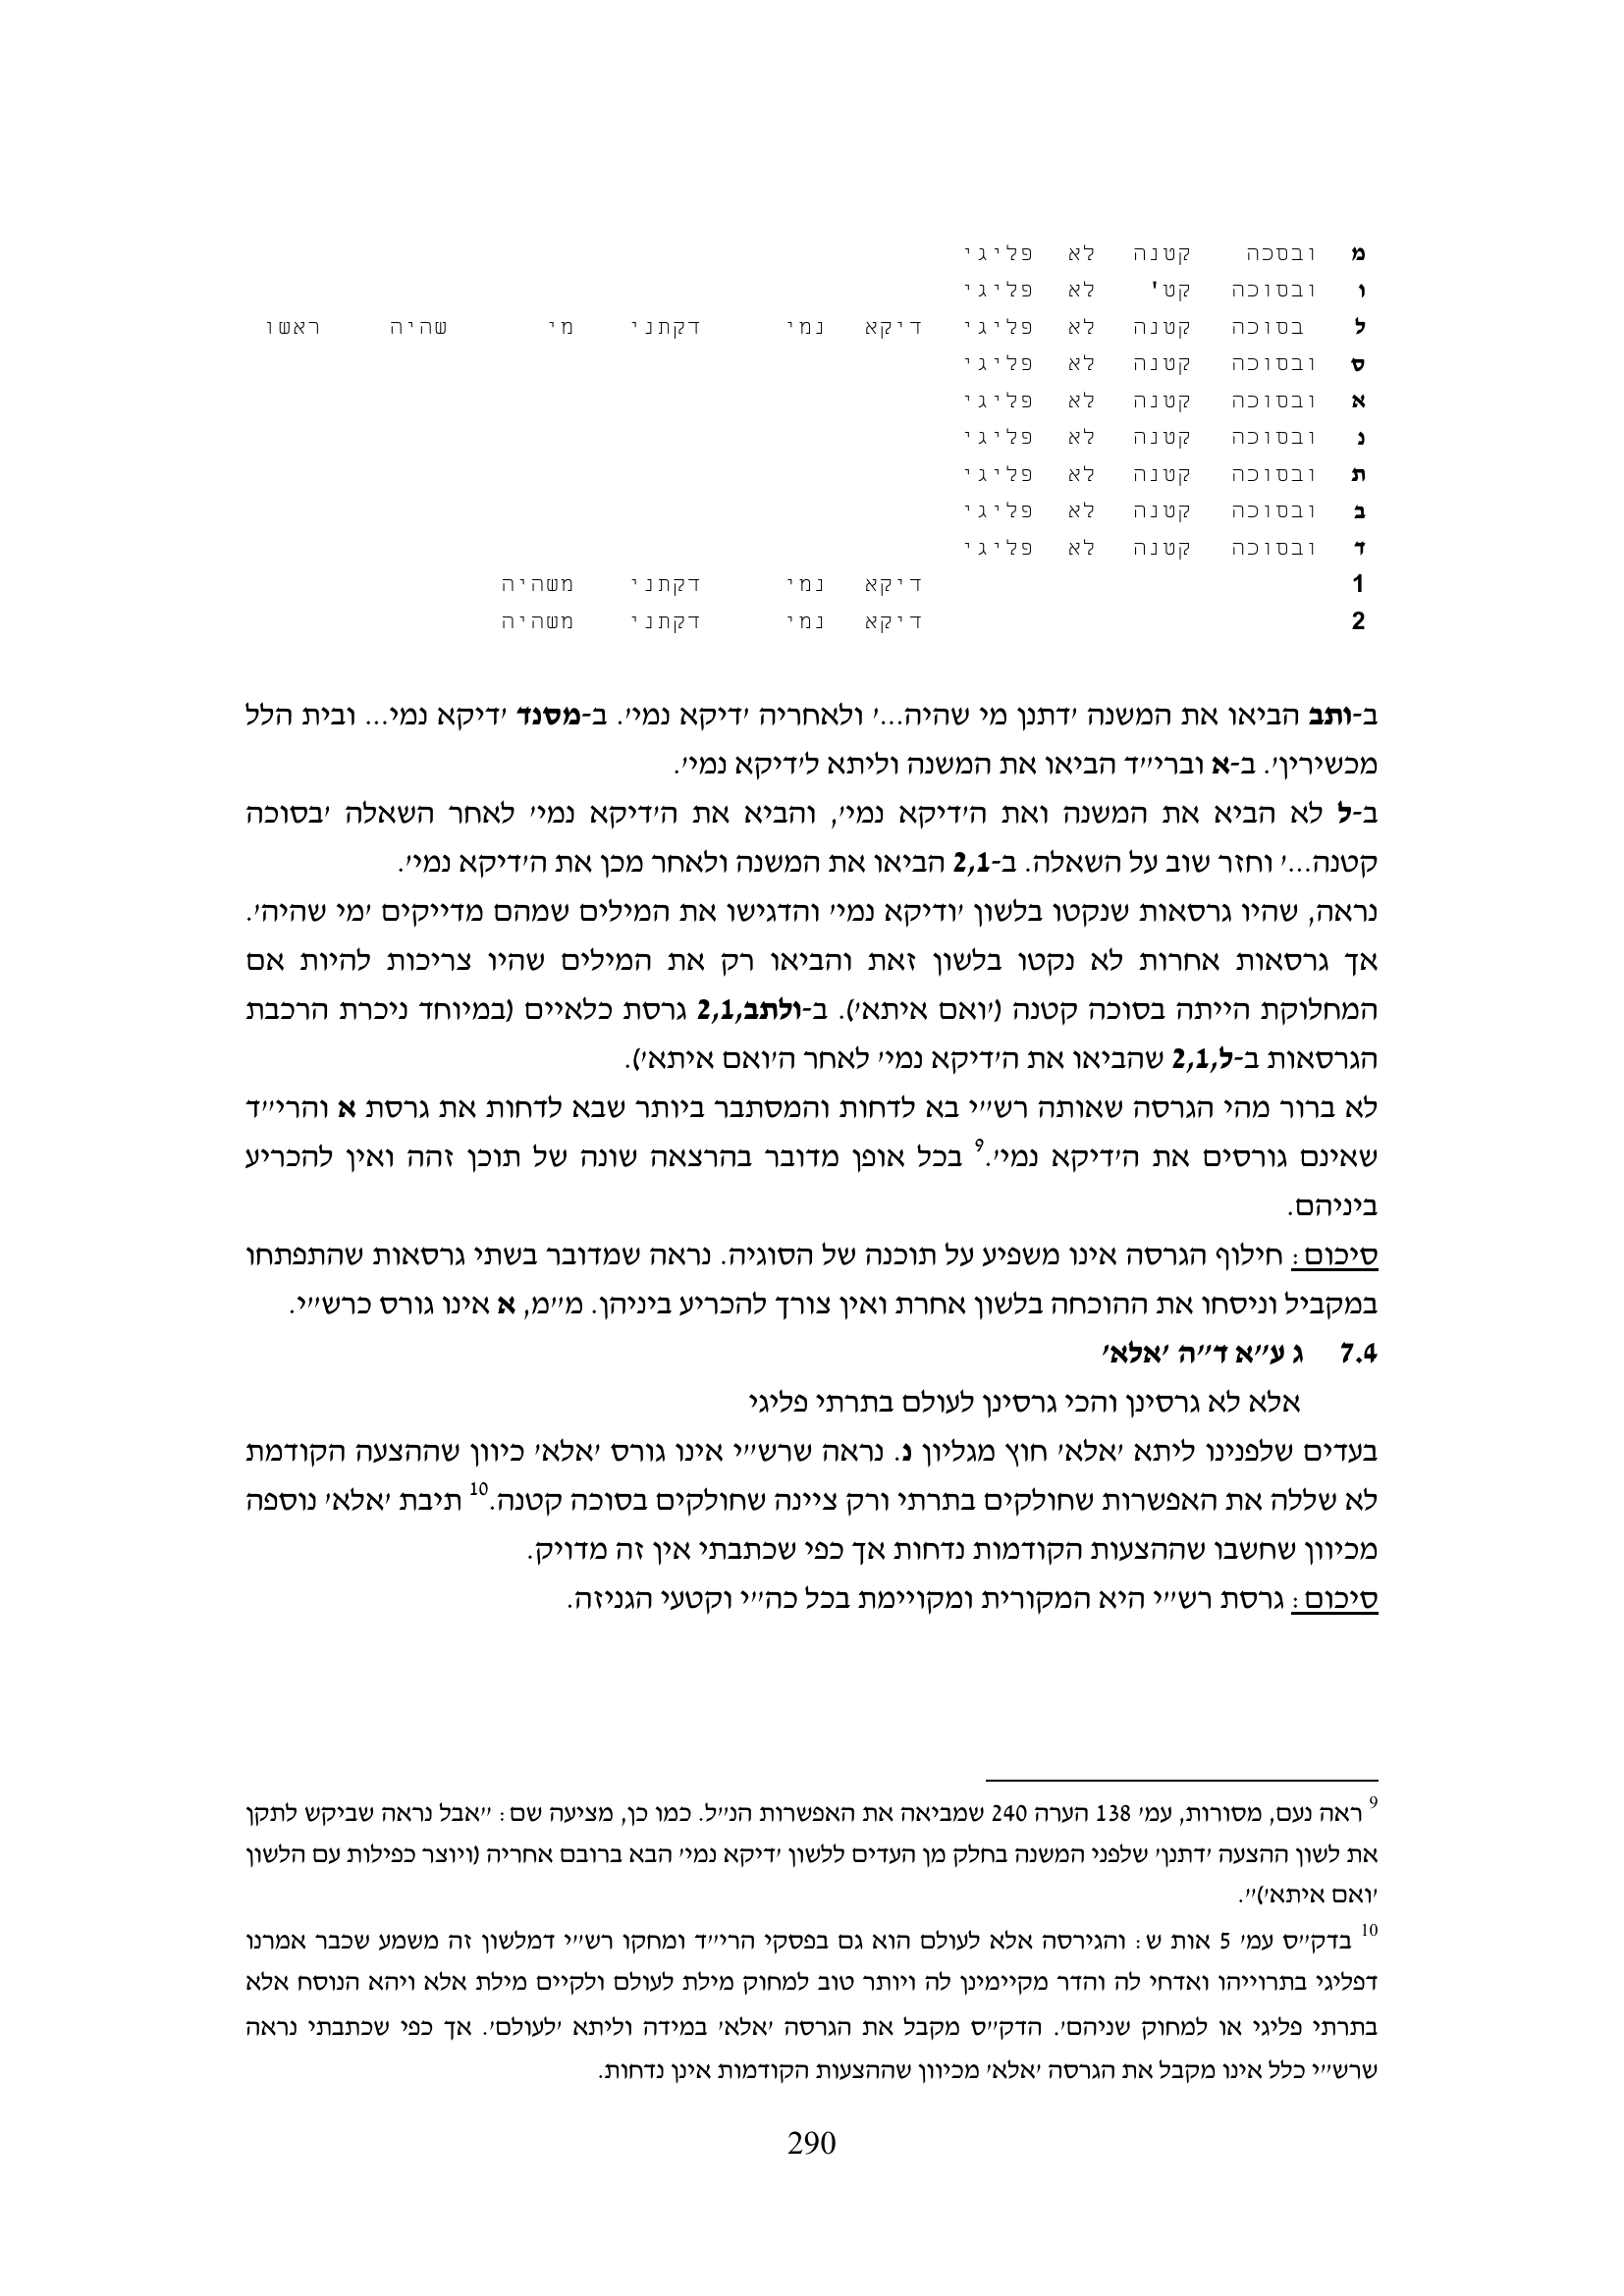 מ ובסכה קטנה לא פליגי
ו ובסוכה קט' לא פליגי
ל בסוכה קטנה לא פליגי דיקא נמי דקתני מי שהיה ראשו
ס ובסוכה קטנה לא פליגי
א ובסוכה קטנה לא פליגי
נ ובסוכה קטנה לא פליגי
ת ובסוכה קטנה לא פליגי
ב ובסוכה קטנה לא פליגי
ד ובסוכה קטנה לא פליגי
1 דיקא נמי דקתני משהיה
2 דיקא נמי דקתני משהיה
ב-ותב הביאו את המשנה 'דתנן מי שהיה...' ולאחריה 'דיקא נמי'. ב-מסנד 'דיקא נמי... ובית הלל
מכשירין'. ב-א וברי"ד הביאו את המשנה וליתא ל'דיקא נמי'.
ב-ל לא הביא את המשנה ואת ה'דיקא נמי', והביא את ה'דיקא נמי' לאחר השאלה 'בסוכה
קטנה...' וחזר שוב על השאלה. ב-2,1 הביאו את המשנה ולאחר מכן את ה'דיקא נמי'.
נראה, שהיו גרסאות שנקטו בלשון 'ודיקא נמי' והדגישו את המילים שמהם מדייקים 'מי שהיה'.
אך גרסאות אחרות לא נקטו בלשון זאת והביאו רק את המילים שהיו צריכות להיות אם
המחלוקת הייתה בסוכה קטנה ('ואם איתא'). ב-ולתב,2,1 גרסת כלאיים (במיוחד ניכרת הרכבת
הגרסאות ב-ל,2,1 שהביאו את ה'דיקא נמי' לאחר ה'ואם איתא').
לא ברור מהי הגרסה שאותה רש"י בא לדחות והמסתבר ביותר שבא לדחות את גרסת א והרי"ד
שאינם גורסים את ה'דיקא נמי'.9 בכל אופן מדובר בהרצאה שונה של תוכן זהה ואין להכריע
ביניהם.
סיכום: חילוף הגרסה אינו משפיע על תוכנה של הסוגיה. נראה שמדובר בשתי גרסאות שהתפתחו
במקביל וניסחו את ההוכחה בלשון אחרת ואין צורך להכריע ביניהן. מ"מ, א אינו גורס כרש"י.
7.4 ג ע"א ד"ה 'אלא'
אלא לא גרסינן והכי גרסינן לעולם בתרתי פליגי
בעדים שלפנינו ליתא 'אלא' חוץ מגליון נ. נראה שרש"י אינו גורס 'אלא' כיוון שההצעה הקודמת
לא שללה את האפשרות שחולקים בתרתי ורק ציינה שחולקים בסוכה קטנה.10 תיבת 'אלא' נוספה
מכיוון שחשבו שההצעות הקודמות נדחות אך כפי שכתבתי אין זה מדויק.
סיכום: גרסת רש"י היא המקורית ומקויימת בכל כה"י וקטעי הגניזה.
9 ראה נעם, מסורות, עמ' 138 הערה 240 שמביאה את האפשרות הנ"ל. כמו כן, מציעה שם: "אבל נראה שביקש לתקן
את לשון ההצעה 'דתנן' שלפני המשנה בחלק מן העדים ללשון 'דיקא נמי' הבא ברובם אחריה (ויוצר כפילות עם הלשון
'ואם איתא')".
10 בדק"ס עמ' 5 אות ש: והגירסה אלא לעולם הוא גם בפסקי הרי"ד ומחקו רש"י דמלשון זה משמע שכבר אמרנו
דפליגי בתרוייהו ואדחי לה והדר מקיימינן לה ויותר טוב למחוק מילת לעולם ולקיים מילת אלא ויהא הנוסח אלא
בתרתי פליגי או למחוק שניהם'. הדק"ס מקבל את הגרסה 'אלא' במידה וליתא 'לעולם'. אך כפי שכתבתי נראה
שרש"י כלל אינו מקבל את הגרסה 'אלא' מכיוון שההצעות הקודמות אינן נדחות.
290